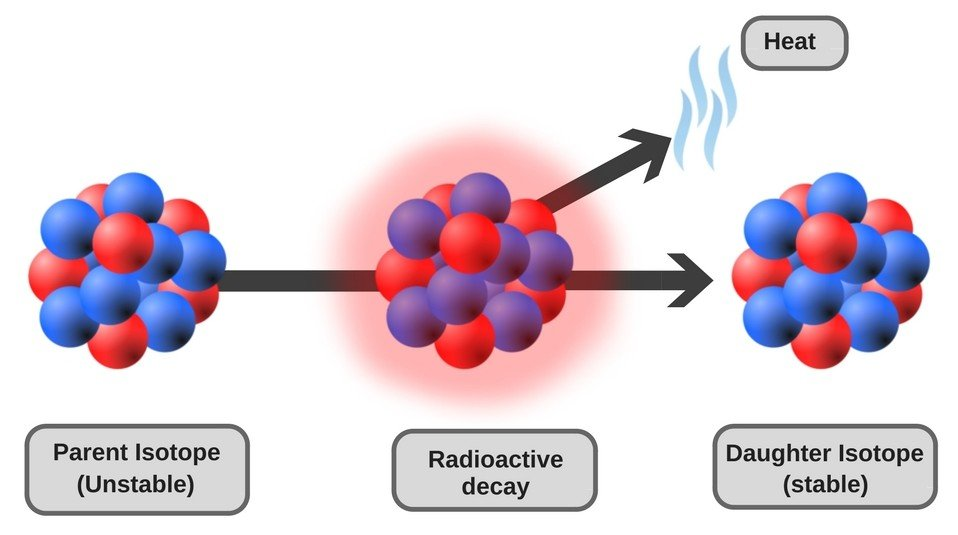 Heat
Parent Isotope
(Unstable)
Radioactive
decay
Daughter Isotope
(stable)